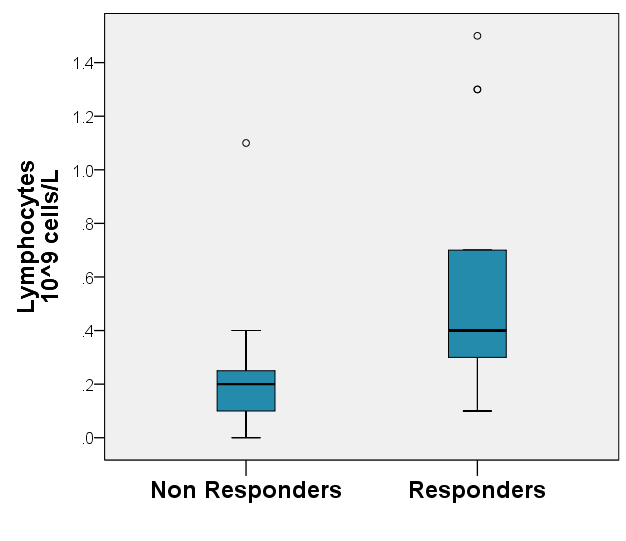 Lymphocytes
10^9 cells/L
1.4
1.2
1.0
.8
.6
.4
.2
.0
Non Responders
Responders